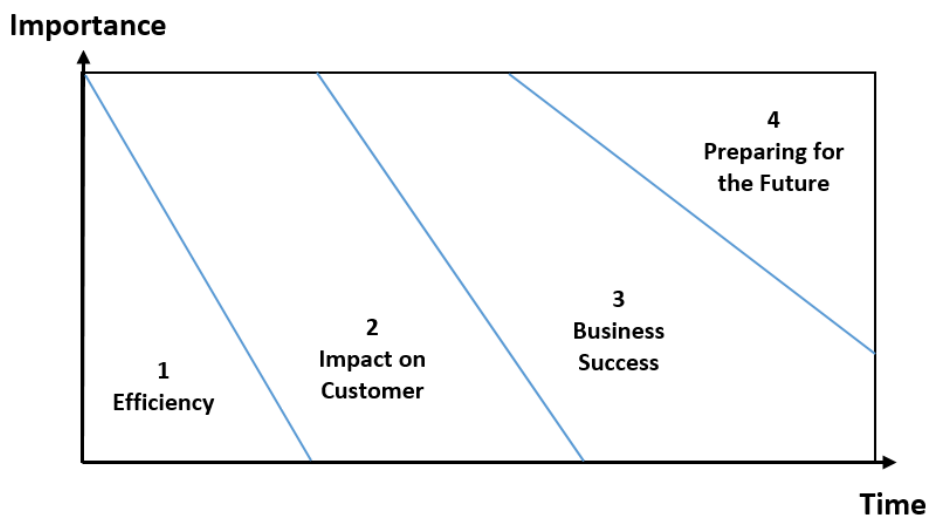 Importance
4
Preparing for
the Future
3
Business
Success
2
Impact on
Customer
1
Efficiency
Time